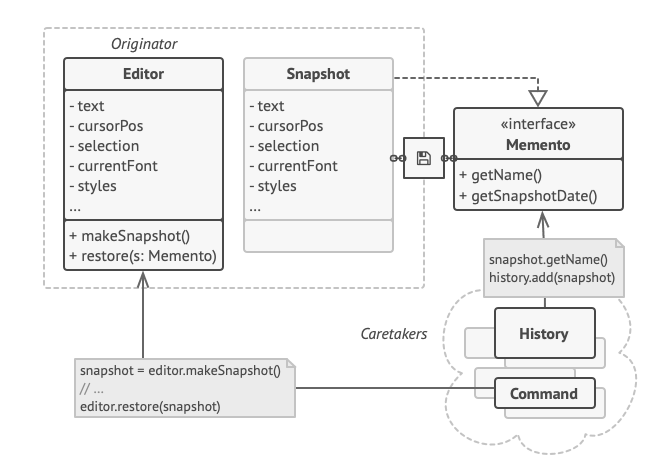 Originator
Editor
- text
- cursorPos
- selection
- currentFont
- styles
...
+ makeSnapshot()
+ restore(s: Memento)
Snapshot
- text
- cursorPos
- selection
- currentFont
- styles
...
«interface»
Memento
+ getName()
+ getSnapshotDate()
snapshot.getName()
history.add(snapshot)
Caretakers
History
Command
snapshot = editor.makeSnapshot()
// ...
editor.restore(snapshot)